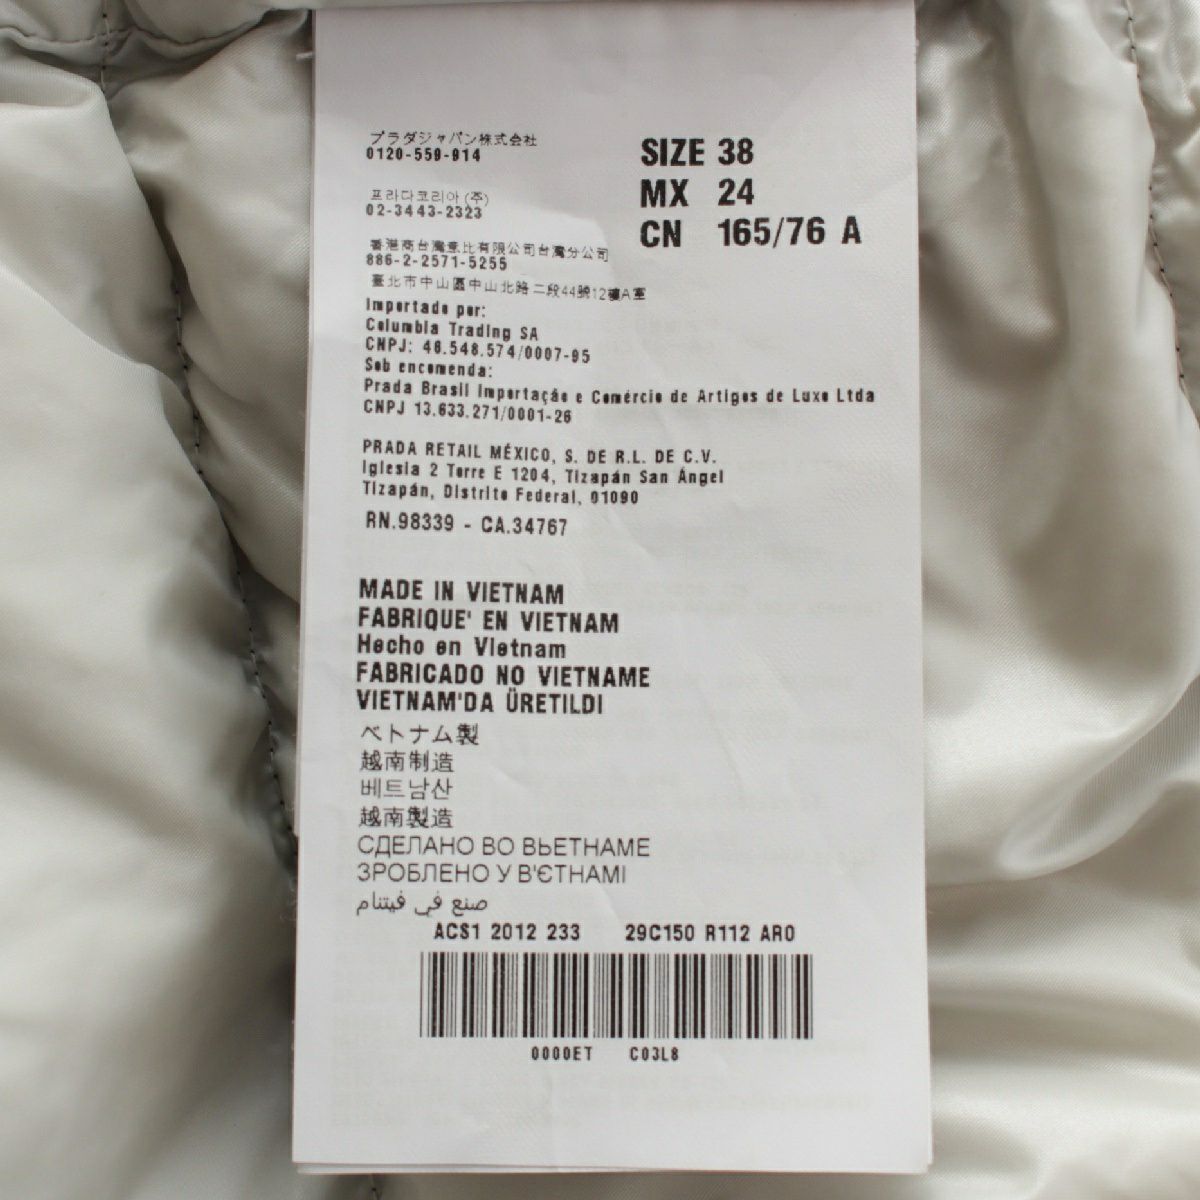 プラダジャパン株式会社
0120-559-914
프라다코리아(주)
02-3443-2323
香港商台灣意比有限公司台灣分公司
886-2-2571-5255
臺北市中山區中山北路二段44號12樓A室
Importado por:
Columbia Trading SA
CNPJ: 46.548.574/0007-95
Sob encomenda:
Prada Brasil Importação e Comércio de Artigos de Luxo Ltda
CNPJ 13.633.271/0001-26
PRADA RETAIL MÉXICO, S. DE R.L. DE C.V.
Iglesia 2 Torre E 1204, Tizapán San Ángel
Tizapán, Distrito Federal, 01090
RN.98339 - CA.34767
SIZE 38
MX 24
CN 165/76 A
MADE IN VIETNAM
FABRIQUE' EN VIETNAM
Hecho en Vietnam
FABRICADO NO VIETNAME
VIETNAM'DA ÜRETILDI
ベトナム製
越南制造
베트남산
越南製造
СДЕЛАНО ВО ВЬЕТНАМЕ
ЗРОБЛЕНО У В'ЄТНАМІ
صنع في فيتنام
ACS1 2012 233 29C150 R112 AR0
0000ET C03L8